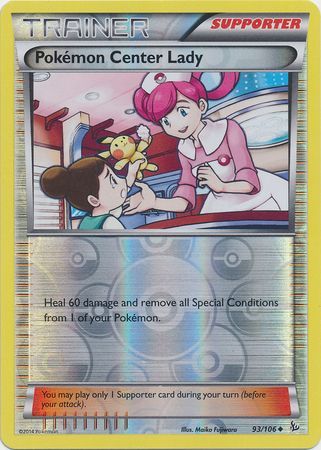 TRAINER
SUPPORTER
Pokémon Center Lady
Heal 60 damage and remove all Special Conditions
from 1 of your Pokémon.
You may play only 1 Supporter card during your turn (before
your attack).
©2014 Pokémon
Illus. Maiko Fujiwara
93/106